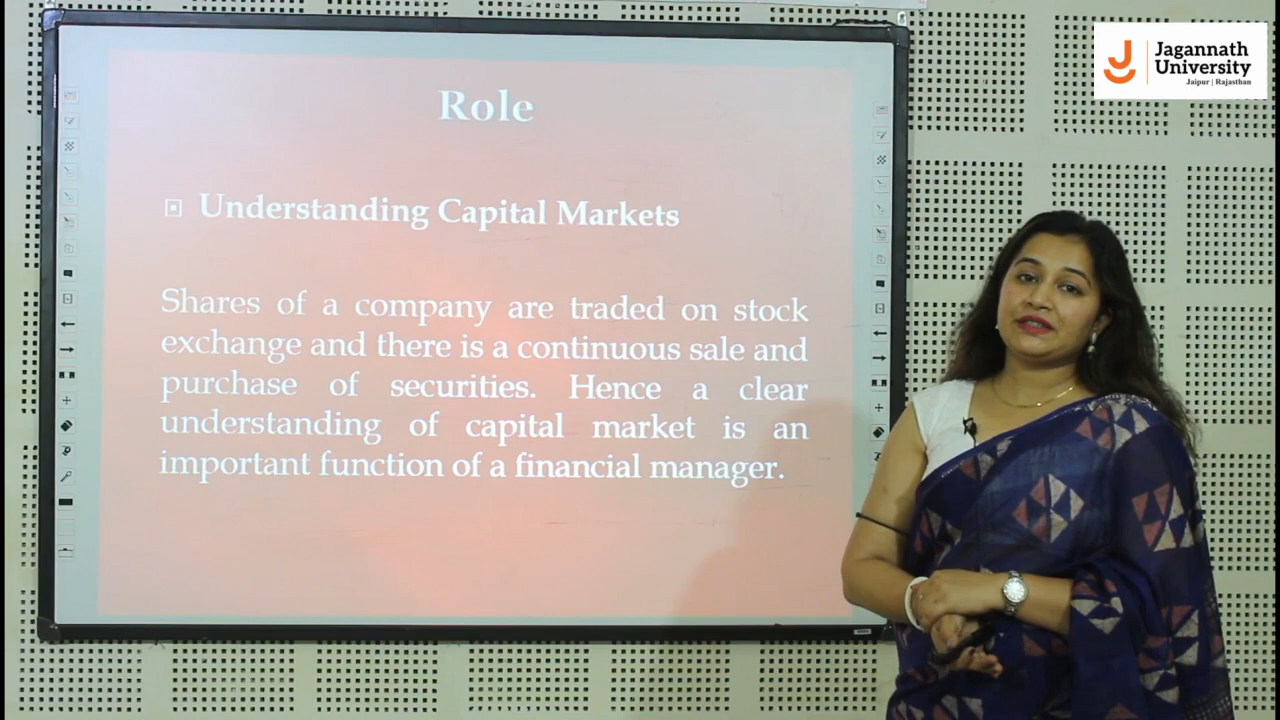 Jagannath
University
Jaipur | Rajasthan
Role
Understanding Capital Markets
Shares of a company are traded on stock
exchange and there is a continuous sale and
purchase of securities. Hence a clear
understanding of capital market is an
important function of a financial manager.